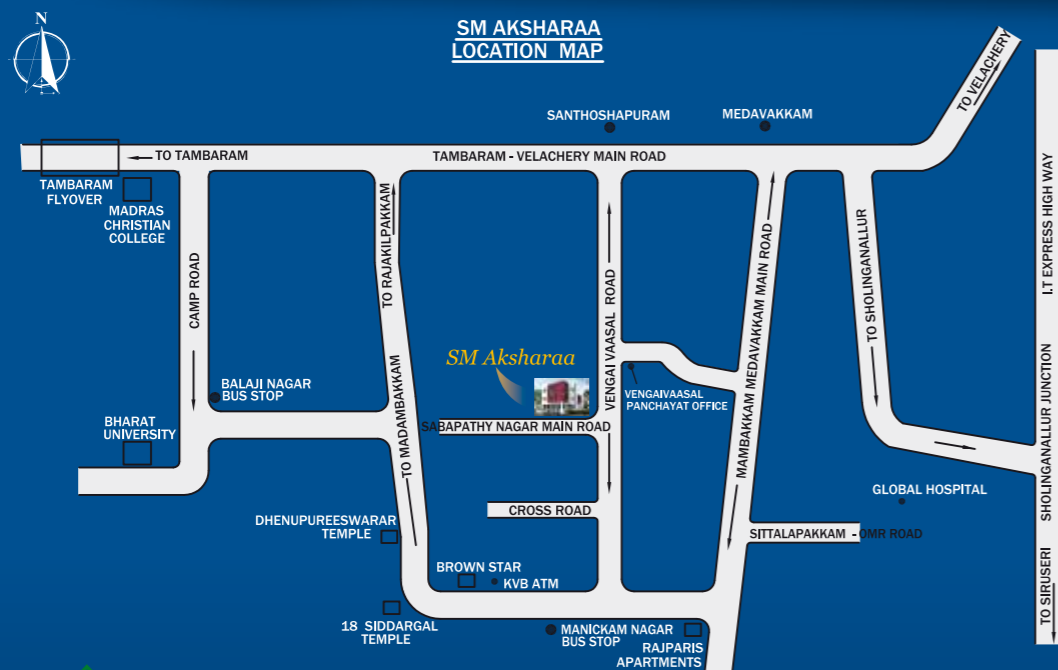 N
SM AKSHARAA
LOCATION MAP
SANTHOSHAPURAM
MEDAVAKKAM
TO VELACHERY
TO TAMBARAM
TAMBARAM - VELACHERY MAIN ROAD
TAMBARAM
FLYOVER
MADRAS
CHRISTIAN
COLLEGE
CAMP ROAD
TO RAJAKILPAKKAM
TO MADAMBAKKAM
VENGAI VAASAL ROAD
MAMBAKKAM MEDAVAKKAM MAIN ROAD
TO SHOLINGANALLUR
I.T EXPRESS HIGH WAY
SHOLINGANALLUR JUNCTION
TO SIRUSERI
SM Aksharaa
BALAJI NAGAR
BUS STOP
VENGAIVAASAL
PANCHAYAT OFFICE
BHARAT
UNIVERSITY
SABAPATHY NAGAR MAIN ROAD
GLOBAL HOSPITAL
CROSS ROAD
DHENUPUREESWARAR
TEMPLE
SITTALAPAKKAM - OMR ROAD
BROWN STAR
KVB ATM
18 SIDDARGAL
TEMPLE
MANICKAM NAGAR
BUS STOP
RAJPARIS
APARTMENTS